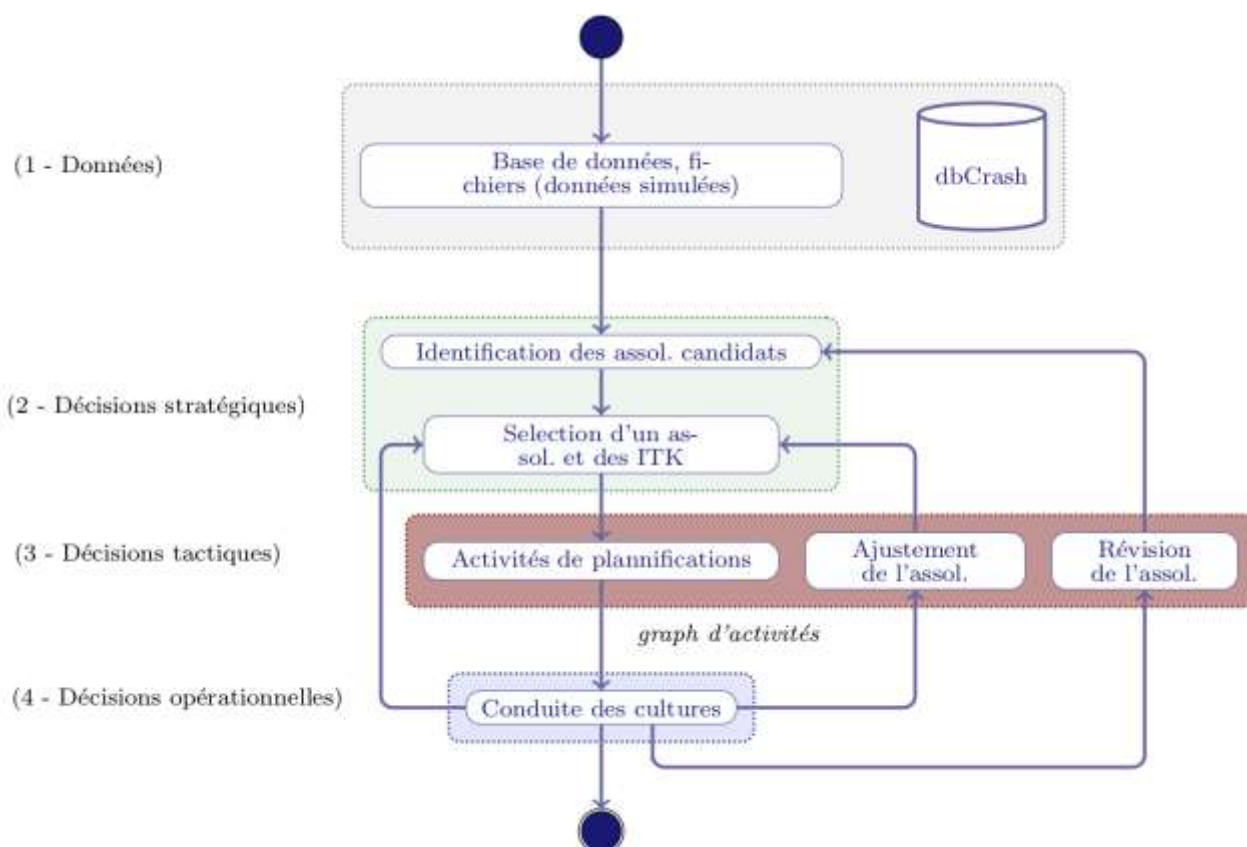 (1 - Données)
Base de données, fi-
chiers (données simulées)
dbCrash
Identification des assol. candidats
(2 - Décisions stratégiques)
Selection d'un as-
sol. et des ITK
(3 - Décisions tactiques)
Activités de plannifications
Ajustement
de l'assol.
Révision
de l'assol.
graph d'activités
(4 - Décisions opérationnelles)
Conduite des cultures